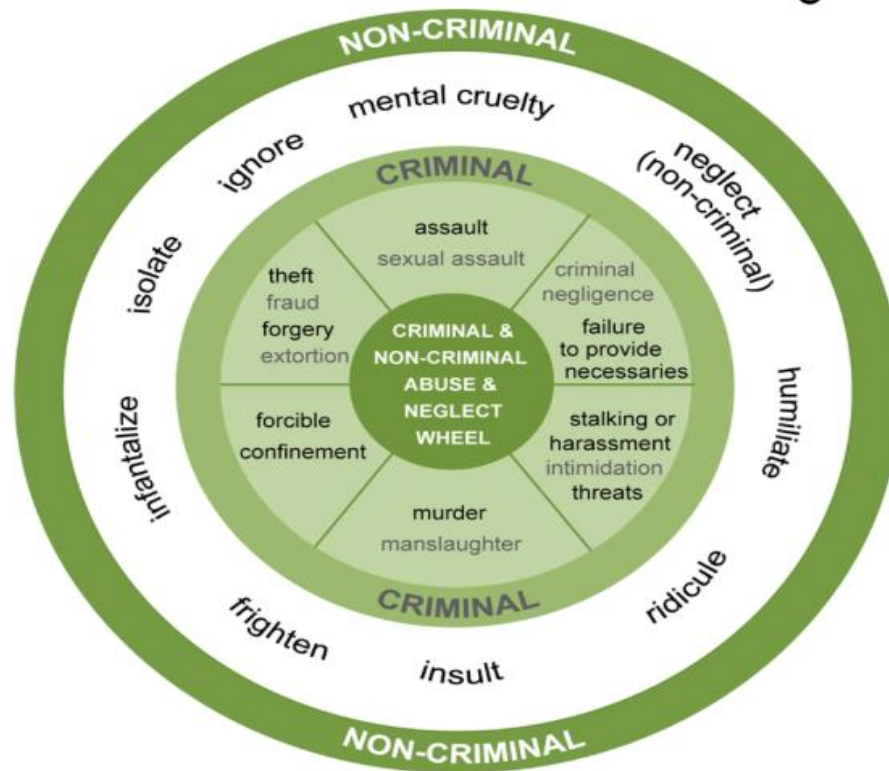 NON-CRIMINAL
mental cruelty
neglect
(non-criminal)
humiliate
ridicule
insult
frighten
infantalize
isolate
ignore
CRIMINAL
assault
sexual assault
criminal
negligence
failure
to provide
necessaries
stalking or
harassment
intimidation
threats
murder
manslaughter
forcible
confinement
theft
fraud
forgery
extortion
CRIMINAL &
NON-CRIMINAL
ABUSE &
NEGLECT
WHEEL
CRIMINAL
NON-CRIMINAL